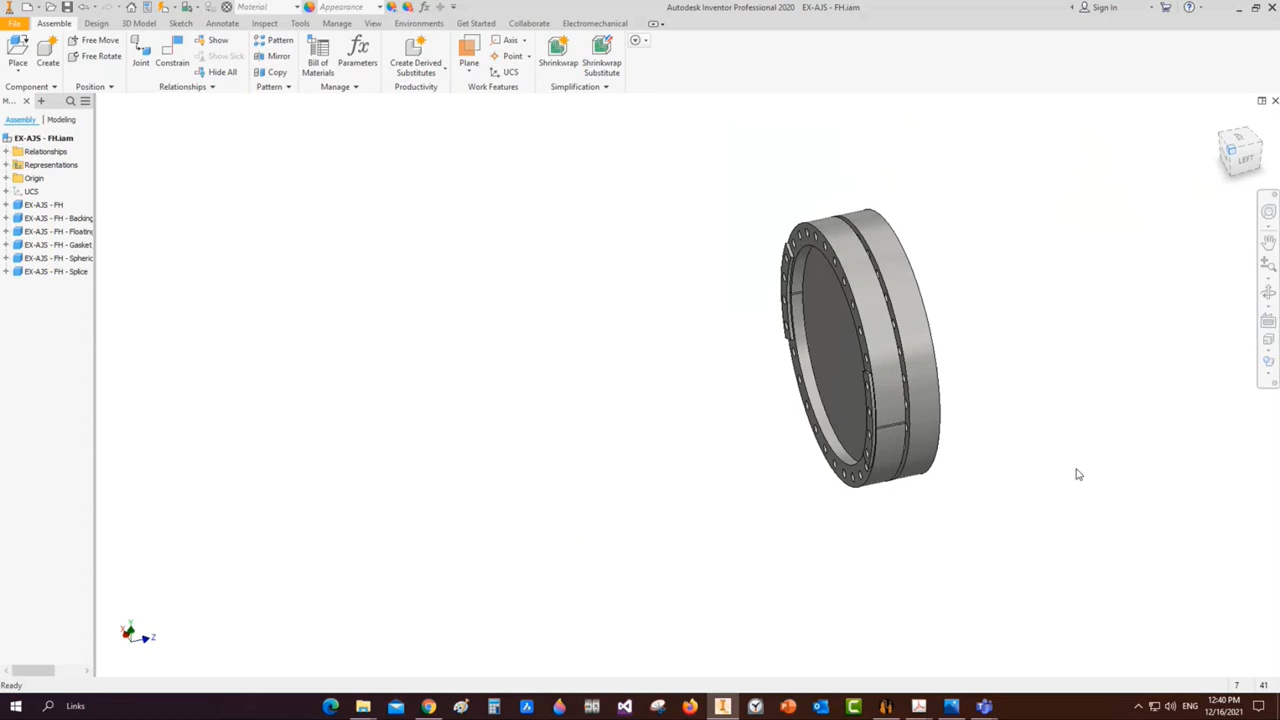 Material
Appearance
Autodesk Inventor Professional 2020 EX-AJS - FH.iam
Sign In
File
Assemble
Design
3D Model
Sketch
Annotate
Inspect
Tools
Manage
View
Environments
Get Started
Collaborate
Electromechanical
Place
Create
Free Move
Free Rotate
Joint
Constrain
Show
Show Sick
Hide All
Pattern
Mirror
Copy
Bill of Materials
Parameters
Create Derived Substitutes
Plane
Axis
Point
UCS
Shrinkwrap
Shrinkwrap Substitute
Component
Position
Relationships
Pattern
Manage
Productivity
Work Features
Simplification
M...
Assembly
Modeling
EX-AJS - FH.iam
Relationships
Representations
Origin
UCS
EX-AJS - FH
EX-AJS - FH - Backing
EX-AJS - FH - Floating
EX-AJS - FH - Gasket
EX-AJS - FH - Spheric
EX-AJS - FH - Splice
LEFT
X
Y
Z
Ready
7
41
Links
ENG
12:40 PM
12/16/2021